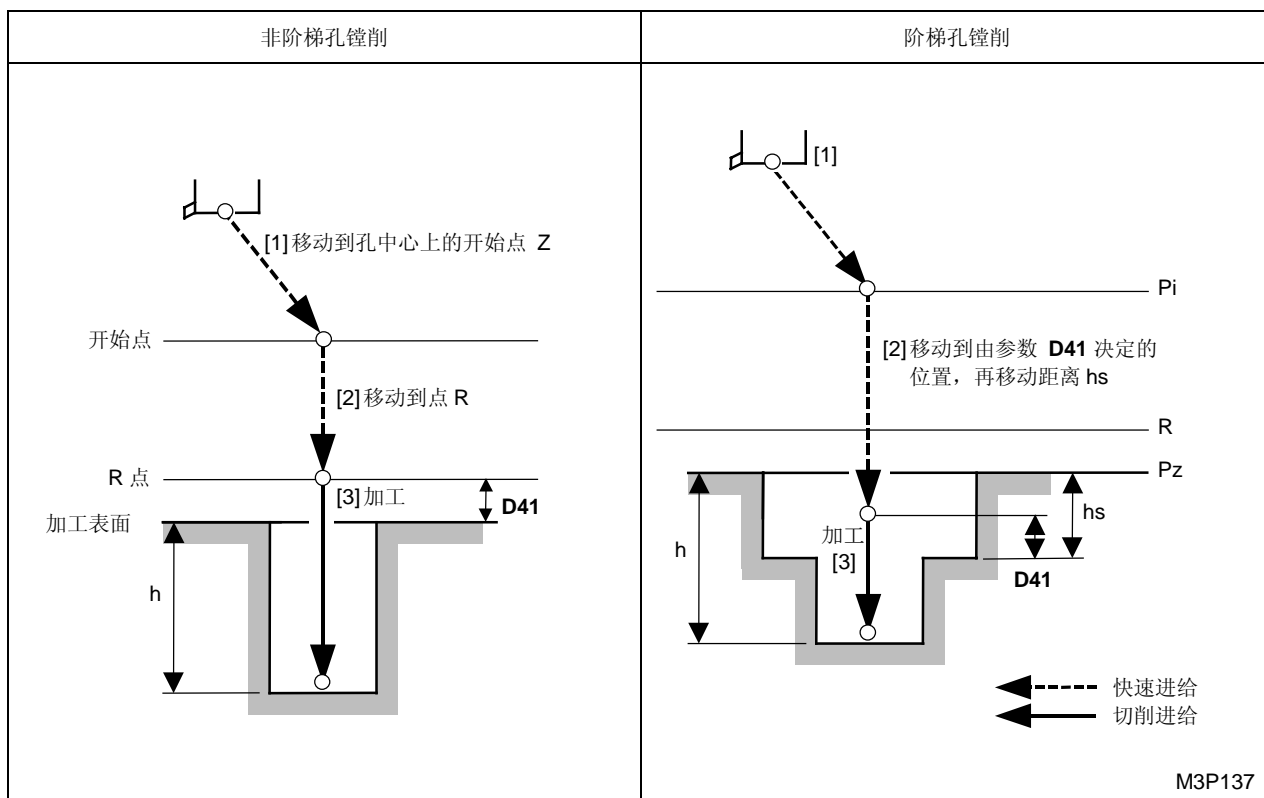 非阶梯孔镗削
阶梯孔镗削
[1]移动到孔中心上的开始点 Z
开始点
[2]移动到点 R
R 点
[3]加工
D41
加工表面
h
[1]
Pi
[2]移动到由参数 D41 决定的
位置，再移动距离 hs
R
Pz
hs
加工
[3]
h
D41
快速进给
切削进给
M3P137